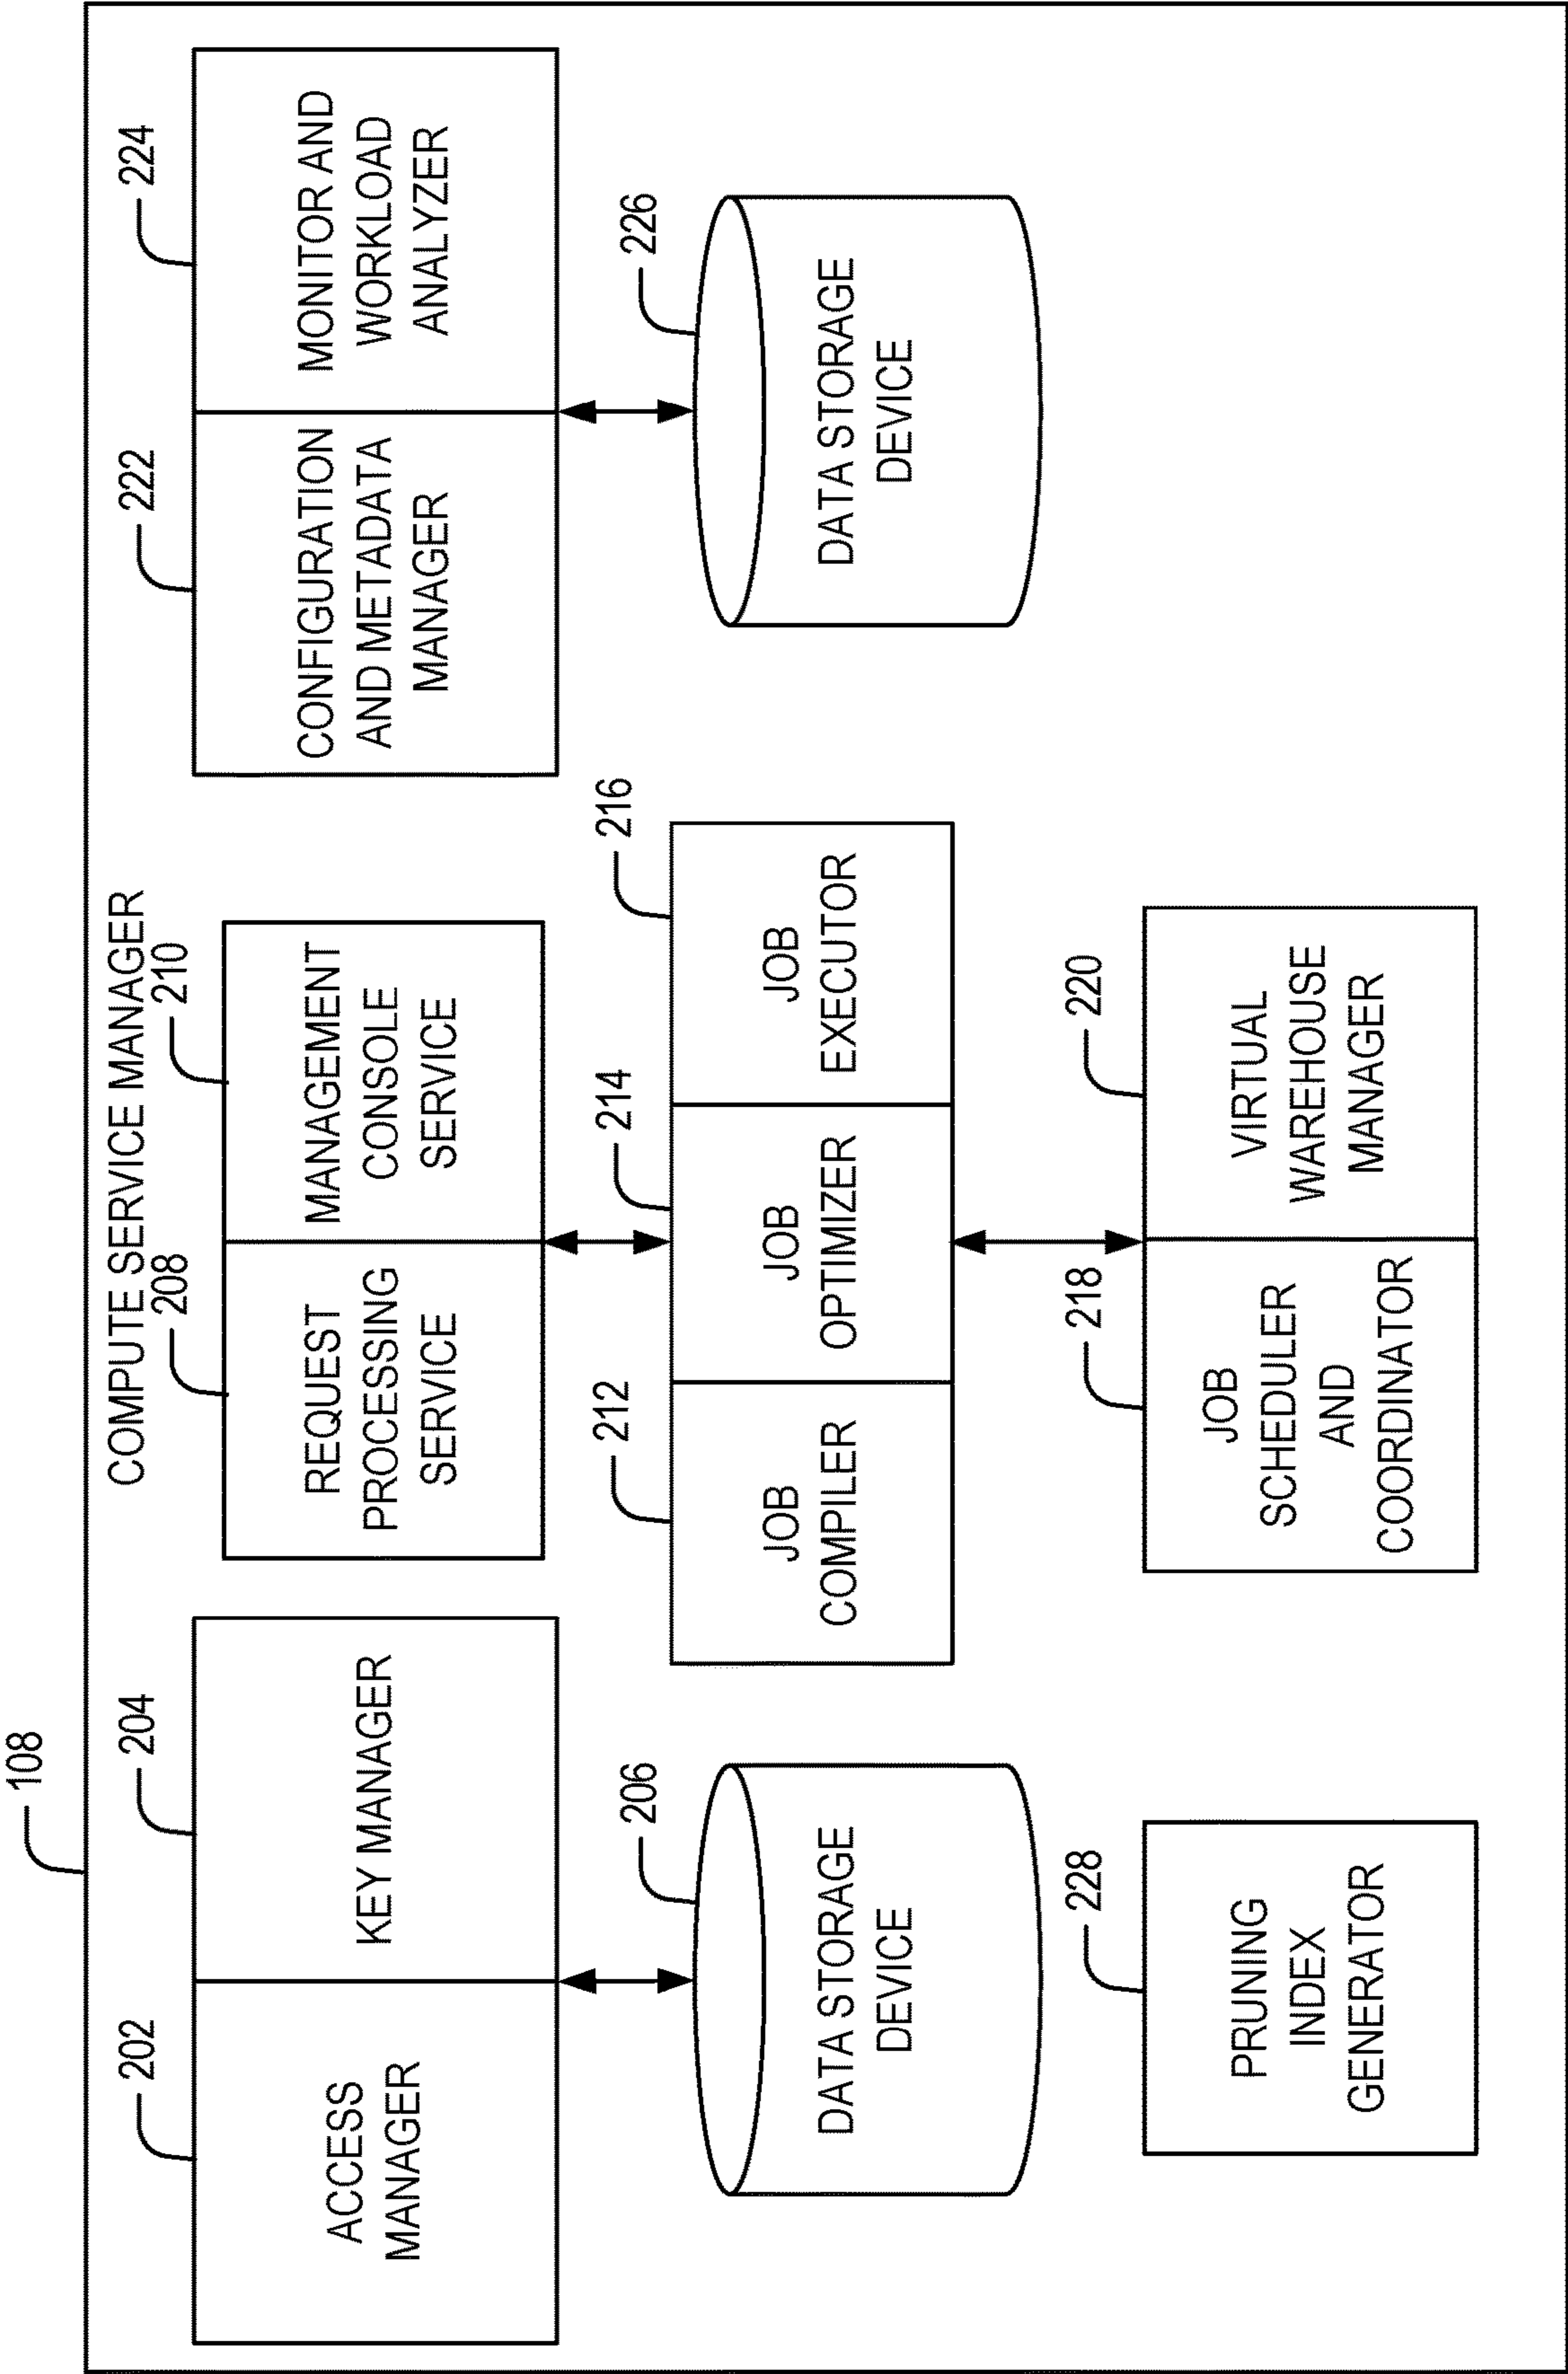 108
COMPUTE SERVICE MANAGER
202
204
ACCESS
MANAGER
KEY MANAGER
206
DATA STORAGE
DEVICE
228
PRUNING
INDEX
GENERATOR
208
210
REQUEST
PROCESSING
SERVICE
MANAGEMENT
CONSOLE
SERVICE
212
214
216
JOB
COMPILER
JOB
OPTIMIZER
JOB
EXECUTOR
218
220
JOB
SCHEDULER
AND
COORDINATOR
VIRTUAL
WAREHOUSE
MANAGER
222
224
CONFIGURATION
AND METADATA
MANAGER
MONITOR AND
WORKLOAD
ANALYZER
226
DATA STORAGE
DEVICE